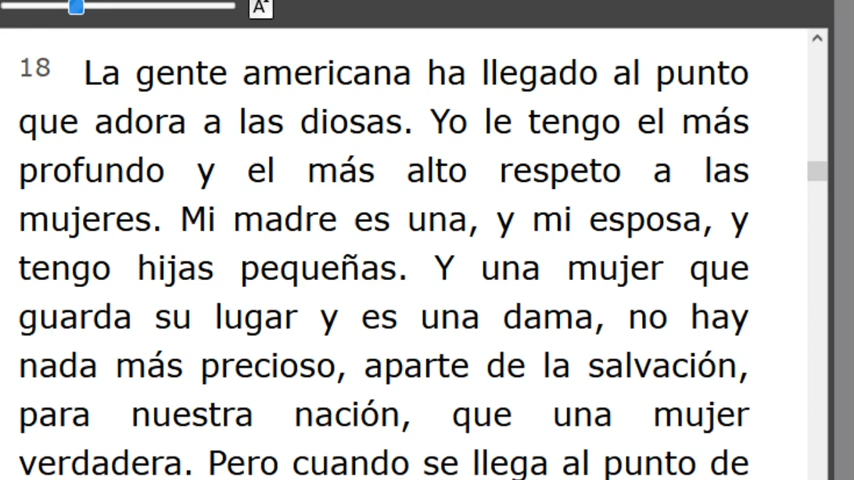 A
18 La gente americana ha llegado al punto
que adora a las diosas. Yo le tengo el más
profundo y el más alto respeto a las
mujeres. Mi madre es una, y mi esposa, y
tengo hijas pequeñas. Y una mujer que
guarda su lugar y es una dama, no hay
nada más precioso, aparte de la salvación,
para nuestra nación, que una mujer
verdadera. Pero cuando se llega al punto de